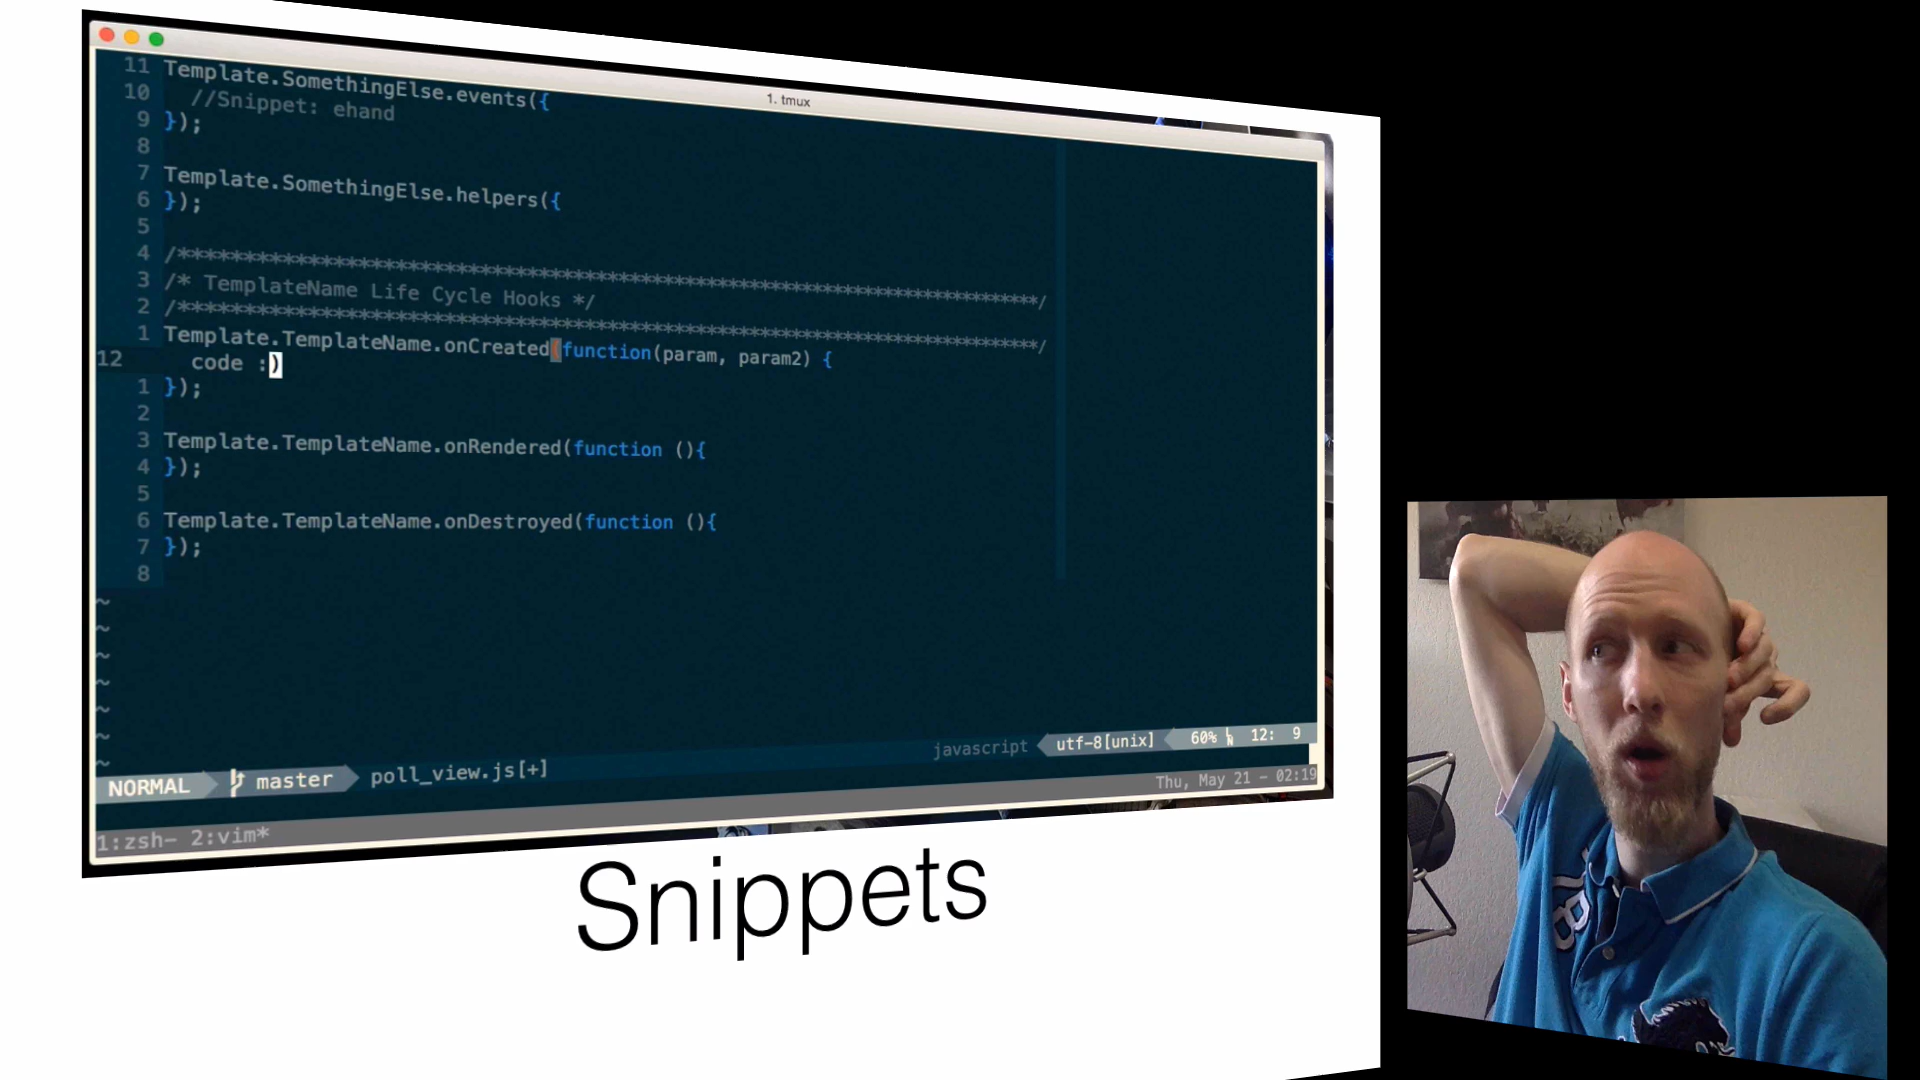 1. tmux
11 Template.SomethingElse.events({
10   //Snippet: ehand
9 });
8
7 Template.SomethingElse.helpers({
6 });
5
4 /******************************************************************************/
3 /* TemplateName Life Cycle Hooks */
2 /******************************************************************************/
1 Template.TemplateName.onCreated(function(param, param2) {
12   code :)
1 });
2
3 Template.TemplateName.onRendered(function (){
4 });
5
6 Template.TemplateName.onDestroyed(function (){
7 });
8
~
~
~
~
~
~
~
NORMAL master poll_view.js[+] javascript utf-8[unix] 60% 12: 9
1:zsh- 2:vim* Thu, May 21 - 02:19
Snippets